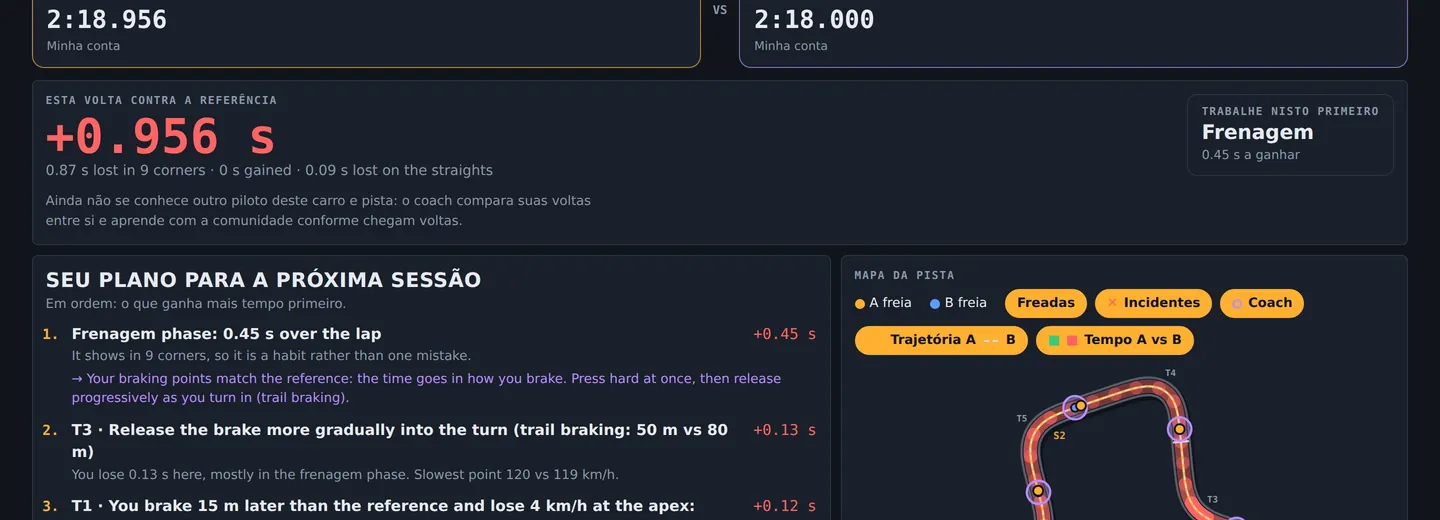 2:18.956
Minha conta
VS
2:18.000
Minha conta
ESTA VOLTA CONTRA A REFERÊNCIA
+0.956 s
0.87 s lost in 9 corners · 0 s gained · 0.09 s lost on the straights
Ainda não se conhece outro piloto deste carro e pista: o coach compara suas voltas
entre si e aprende com a comunidade conforme chegam voltas.
TRABALHE NISTO PRIMEIRO
Frenagem
0.45 s a ganhar
SEU PLANO PARA A PRÓXIMA SESSÃO
Em ordem: o que ganha mais tempo primeiro.
1. Frenagem phase: 0.45 s over the lap +0.45 s
It shows in 9 corners, so it is a habit rather than one mistake.
→ Your braking points match the reference: the time goes in how you brake. Press hard at once, then release
progressively as you turn in (trail braking).
2. T3 · Release the brake more gradually into the turn (trail braking: 50 m vs 80 +0.13 s
m)
You lose 0.13 s here, mostly in the frenagem phase. Slowest point 120 vs 119 km/h.
3. T1 · You brake 15 m later than the reference and lose 4 km/h at the apex: +0.12 s
MAPA DA PISTA
A freia B freia Freadas × Incidentes Coach
Trajetória A -- B Tempo A vs B
T4
T5
S2
T3